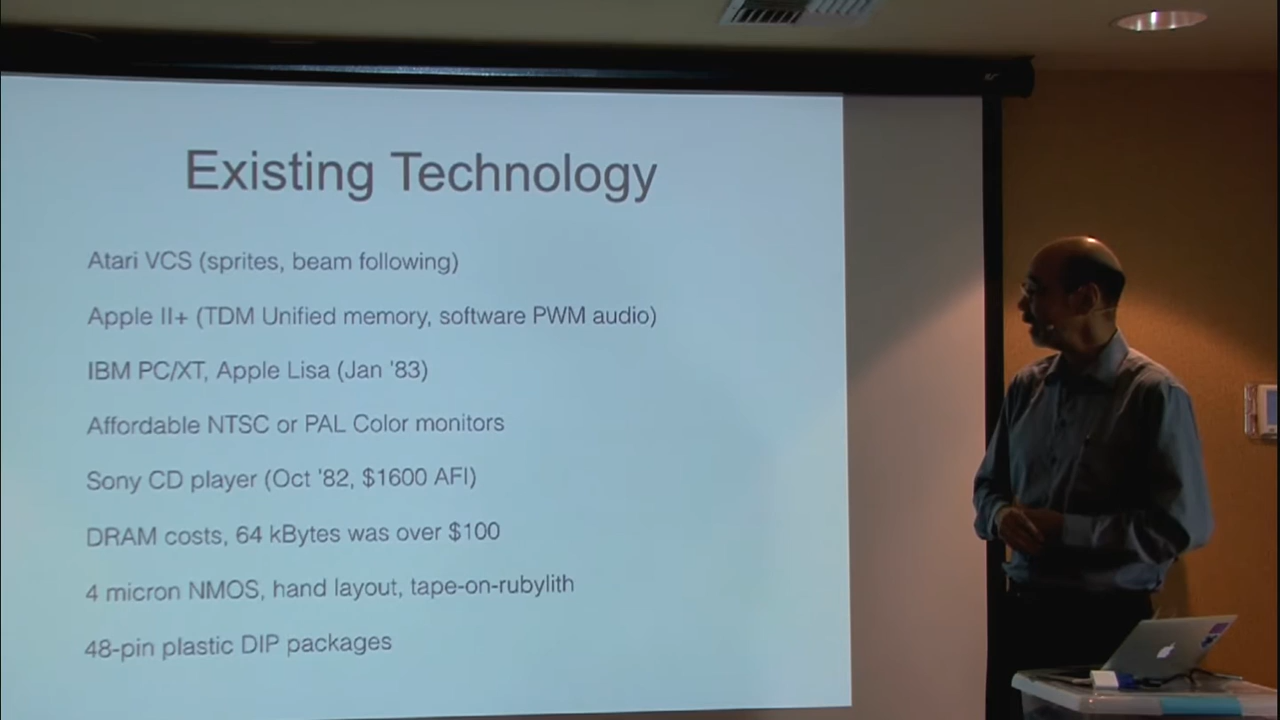 Existing Technology
Atari VCS (sprites, beam following)
Apple II+ (TDM Unified memory, software PWM audio)
IBM PC/XT, Apple Lisa (Jan '83)
Affordable NTSC or PAL Color monitors
Sony CD player (Oct '82, $1600 AFI)
DRAM costs, 64 kBytes was over $100
4 micron NMOS, hand layout, tape-on-rubylith
48-pin plastic DIP packages